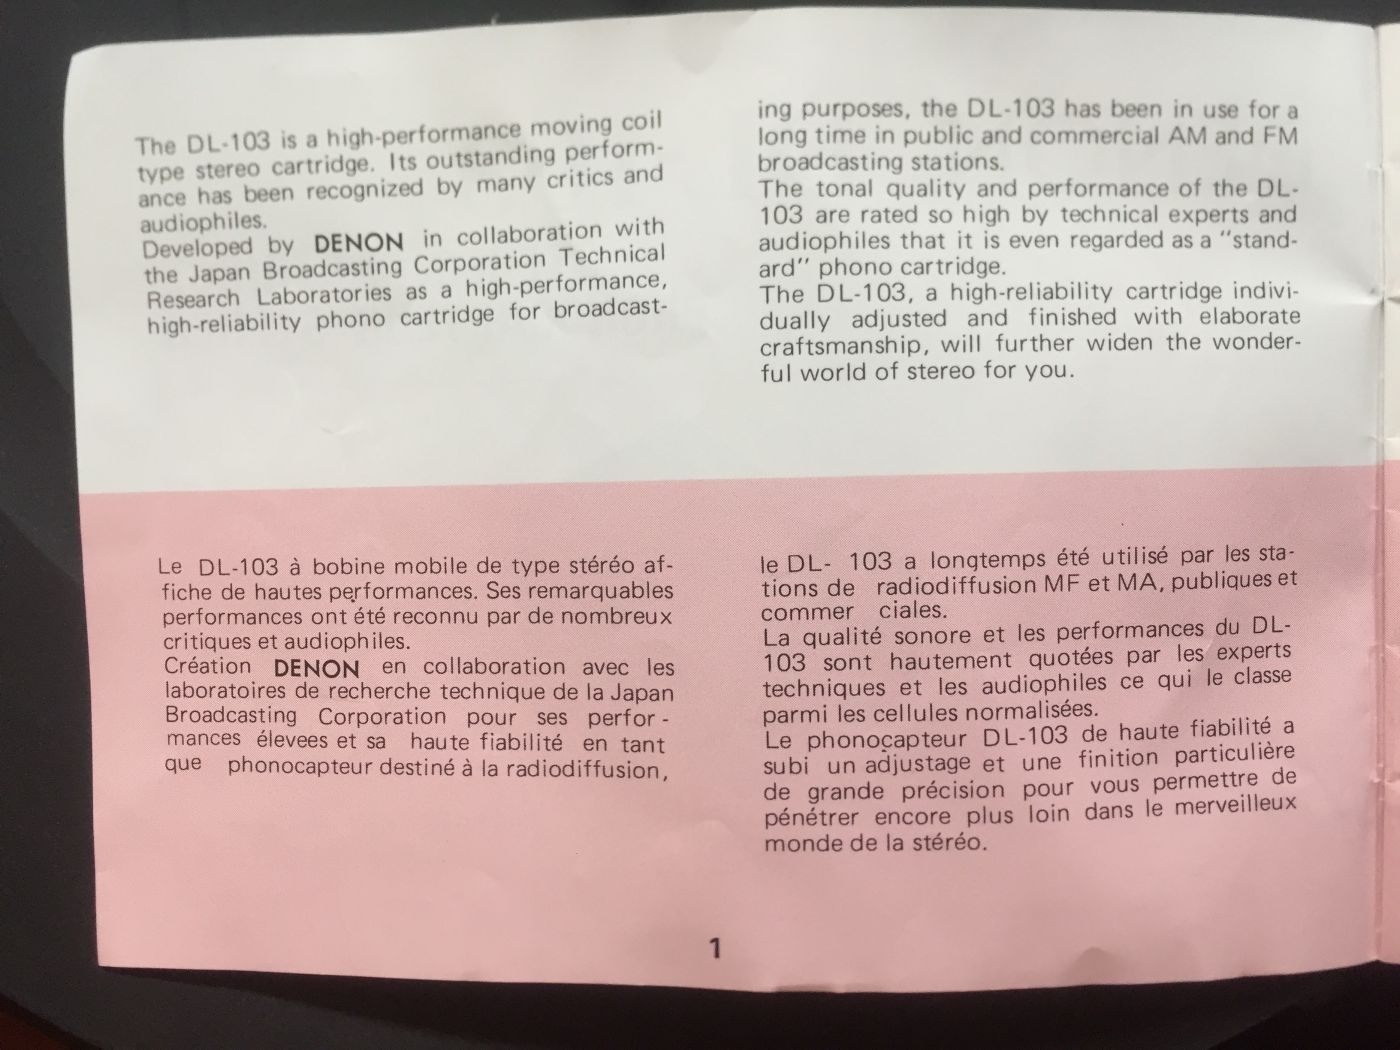 The DL-103 is a high-performance moving coil
type stereo cartridge. Its outstanding perform-
ance has been recognized by many critics and
audiophiles.
Developed by DENON in collaboration with
the Japan Broadcasting Corporation Technical
Research Laboratories as a high-performance,
high-reliability phono cartridge for broadcast-
ing purposes, the DL-103 has been in use for a
long time in public and commercial AM and FM
broadcasting stations.
The tonal quality and performance of the DL-
103 are rated so high by technical experts and
audiophiles that it is even regarded as a "stand-
ard" phono cartridge.
The DL-103, a high-reliability cartridge indivi-
dually adjusted and finished with elaborate
craftsmanship, will further widen the wonder-
ful world of stereo for you.
Le DL-103 à bobine mobile de type stéréo af-
fiche de hautes performances. Ses remarquables
performances ont été reconnu par de nombreux
critiques et audiophiles.
Création DENON en collaboration avec les
laboratoires de recherche technique de la Japan
Broadcasting Corporation pour ses perfor -
mances élevees et sa haute fiabilité en tant
que phonocapteur destiné à la radiodiffusion,
le DL- 103 a longtemps été utilisé par les sta-
tions de radiodiffusion MF et MA, publiques et
commer ciales.
La qualité sonore et les performances du DL-
103 sont hautement quotées par les experts
techniques et les audiophiles ce qui le classe
parmi les cellules normalisées.
Le phonocapteur DL-103 de haute fiabilité a
subi un adjustage et une finition particulière
de grande précision pour vous permettre de
pénétrer encore plus loin dans le merveilleux
monde de la stéréo.
1